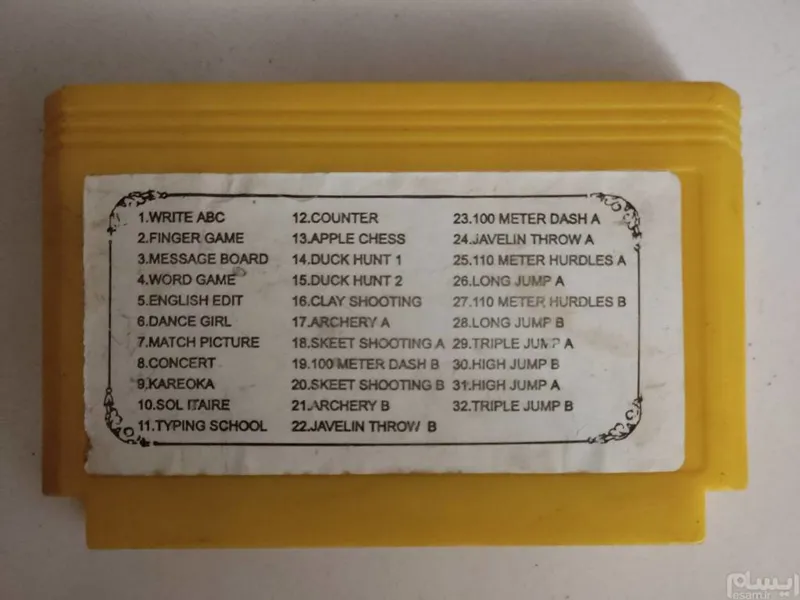 1.WRITE ABC
2.FINGER GAME
3.MESSAGE BOARD
4.WORD GAME
5.ENGLISH EDIT
6.DANCE GIRL
7.MATCH PICTURE
8.CONCERT
9.KAREOKA
10.SOLITAIRE
11.TYPING SCHOOL
12.COUNTER
13.APPLE CHESS
14.DUCK HUNT 1
15.DUCK HUNT 2
16.CLAY SHOOTING
17.ARCHERY A
18.SKEET SHOOTING A
19.100 METER DASH B
20.SKEET SHOOTING B
21.ARCHERY B
22.JAVELIN THROW B
23.100 METER DASH A
24.JAVELIN THROW A
25.110 METER HURDLES A
26.LONG JUMP A
27.110 METER HURDLES B
28.LONG JUMP B
29.TRIPLE JUMP A
30.HIGH JUMP B
31.HIGH JUMP A
32.TRIPLE JUMP B
ایسام
esam.ir